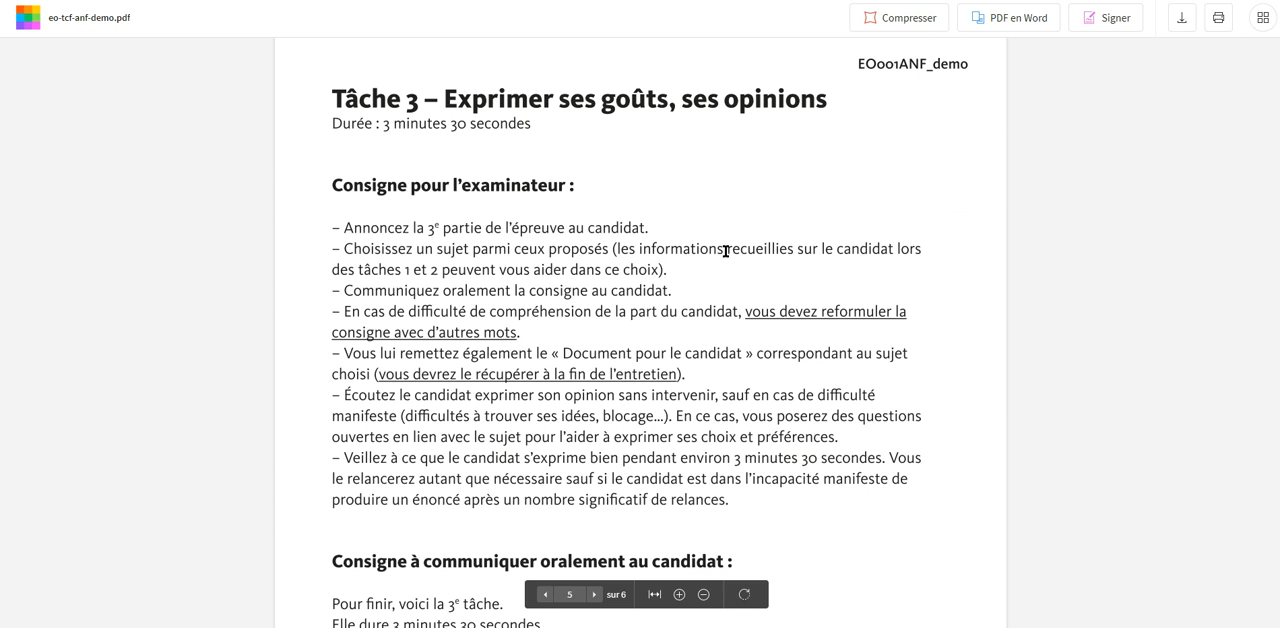 eo-tcf-anf-demo.pdf
Compresser
PDF en Word
Signer
EO001ANF_demo
Tâche 3 – Exprimer ses goûts, ses opinions
Durée : 3 minutes 30 secondes
Consigne pour l’examinateur :
– Annoncez la 3e partie de l’épreuve au candidat.
– Choisissez un sujet parmi ceux proposés (les informations recueillies sur le candidat lors
des tâches 1 et 2 peuvent vous aider dans ce choix).
– Communiquez oralement la consigne au candidat.
– En cas de difficulté de compréhension de la part du candidat, vous devez reformuler la
consigne avec d’autres mots.
– Vous lui remettez également le « Document pour le candidat » correspondant au sujet
choisi (vous devrez le récupérer à la fin de l’entretien).
– Écoutez le candidat exprimer son opinion sans intervenir, sauf en cas de difficulté
manifeste (difficultés à trouver ses idées, blocage…). En ce cas, vous poserez des questions
ouvertes en lien avec le sujet pour l’aider à exprimer ses choix et préférences.
– Veillez à ce que le candidat s’exprime bien pendant environ 3 minutes 30 secondes. Vous
le relancerez autant que nécessaire sauf si le candidat est dans l’incapacité manifeste de
produire un énoncé après un nombre significatif de relances.
Consigne à communiquer oralement au candidat :
5 sur 6
Pour finir, voici la 3e tâche.
Elle dure 3 minutes 30 secondes